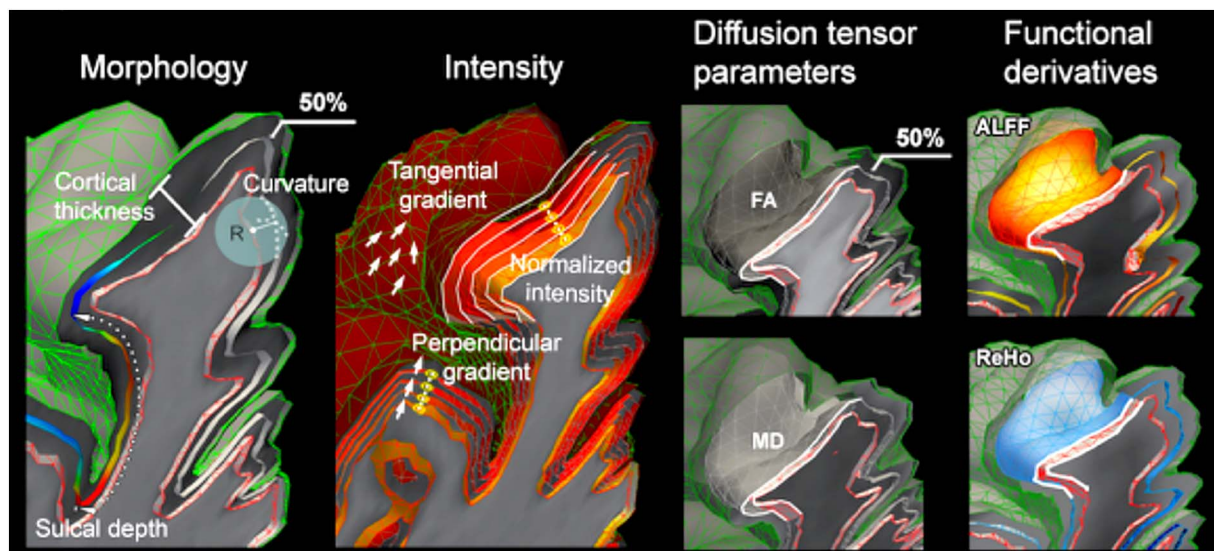 Morphology
50%
Cortical
thickness
Curvature
R
Sulcal depth
Intensity
Tangential
gradient
Normalized
intensity
Perpendicular
gradient
Diffusion tensor
parameters
50%
FA
MD
Functional
derivatives
ALFF
ReHo